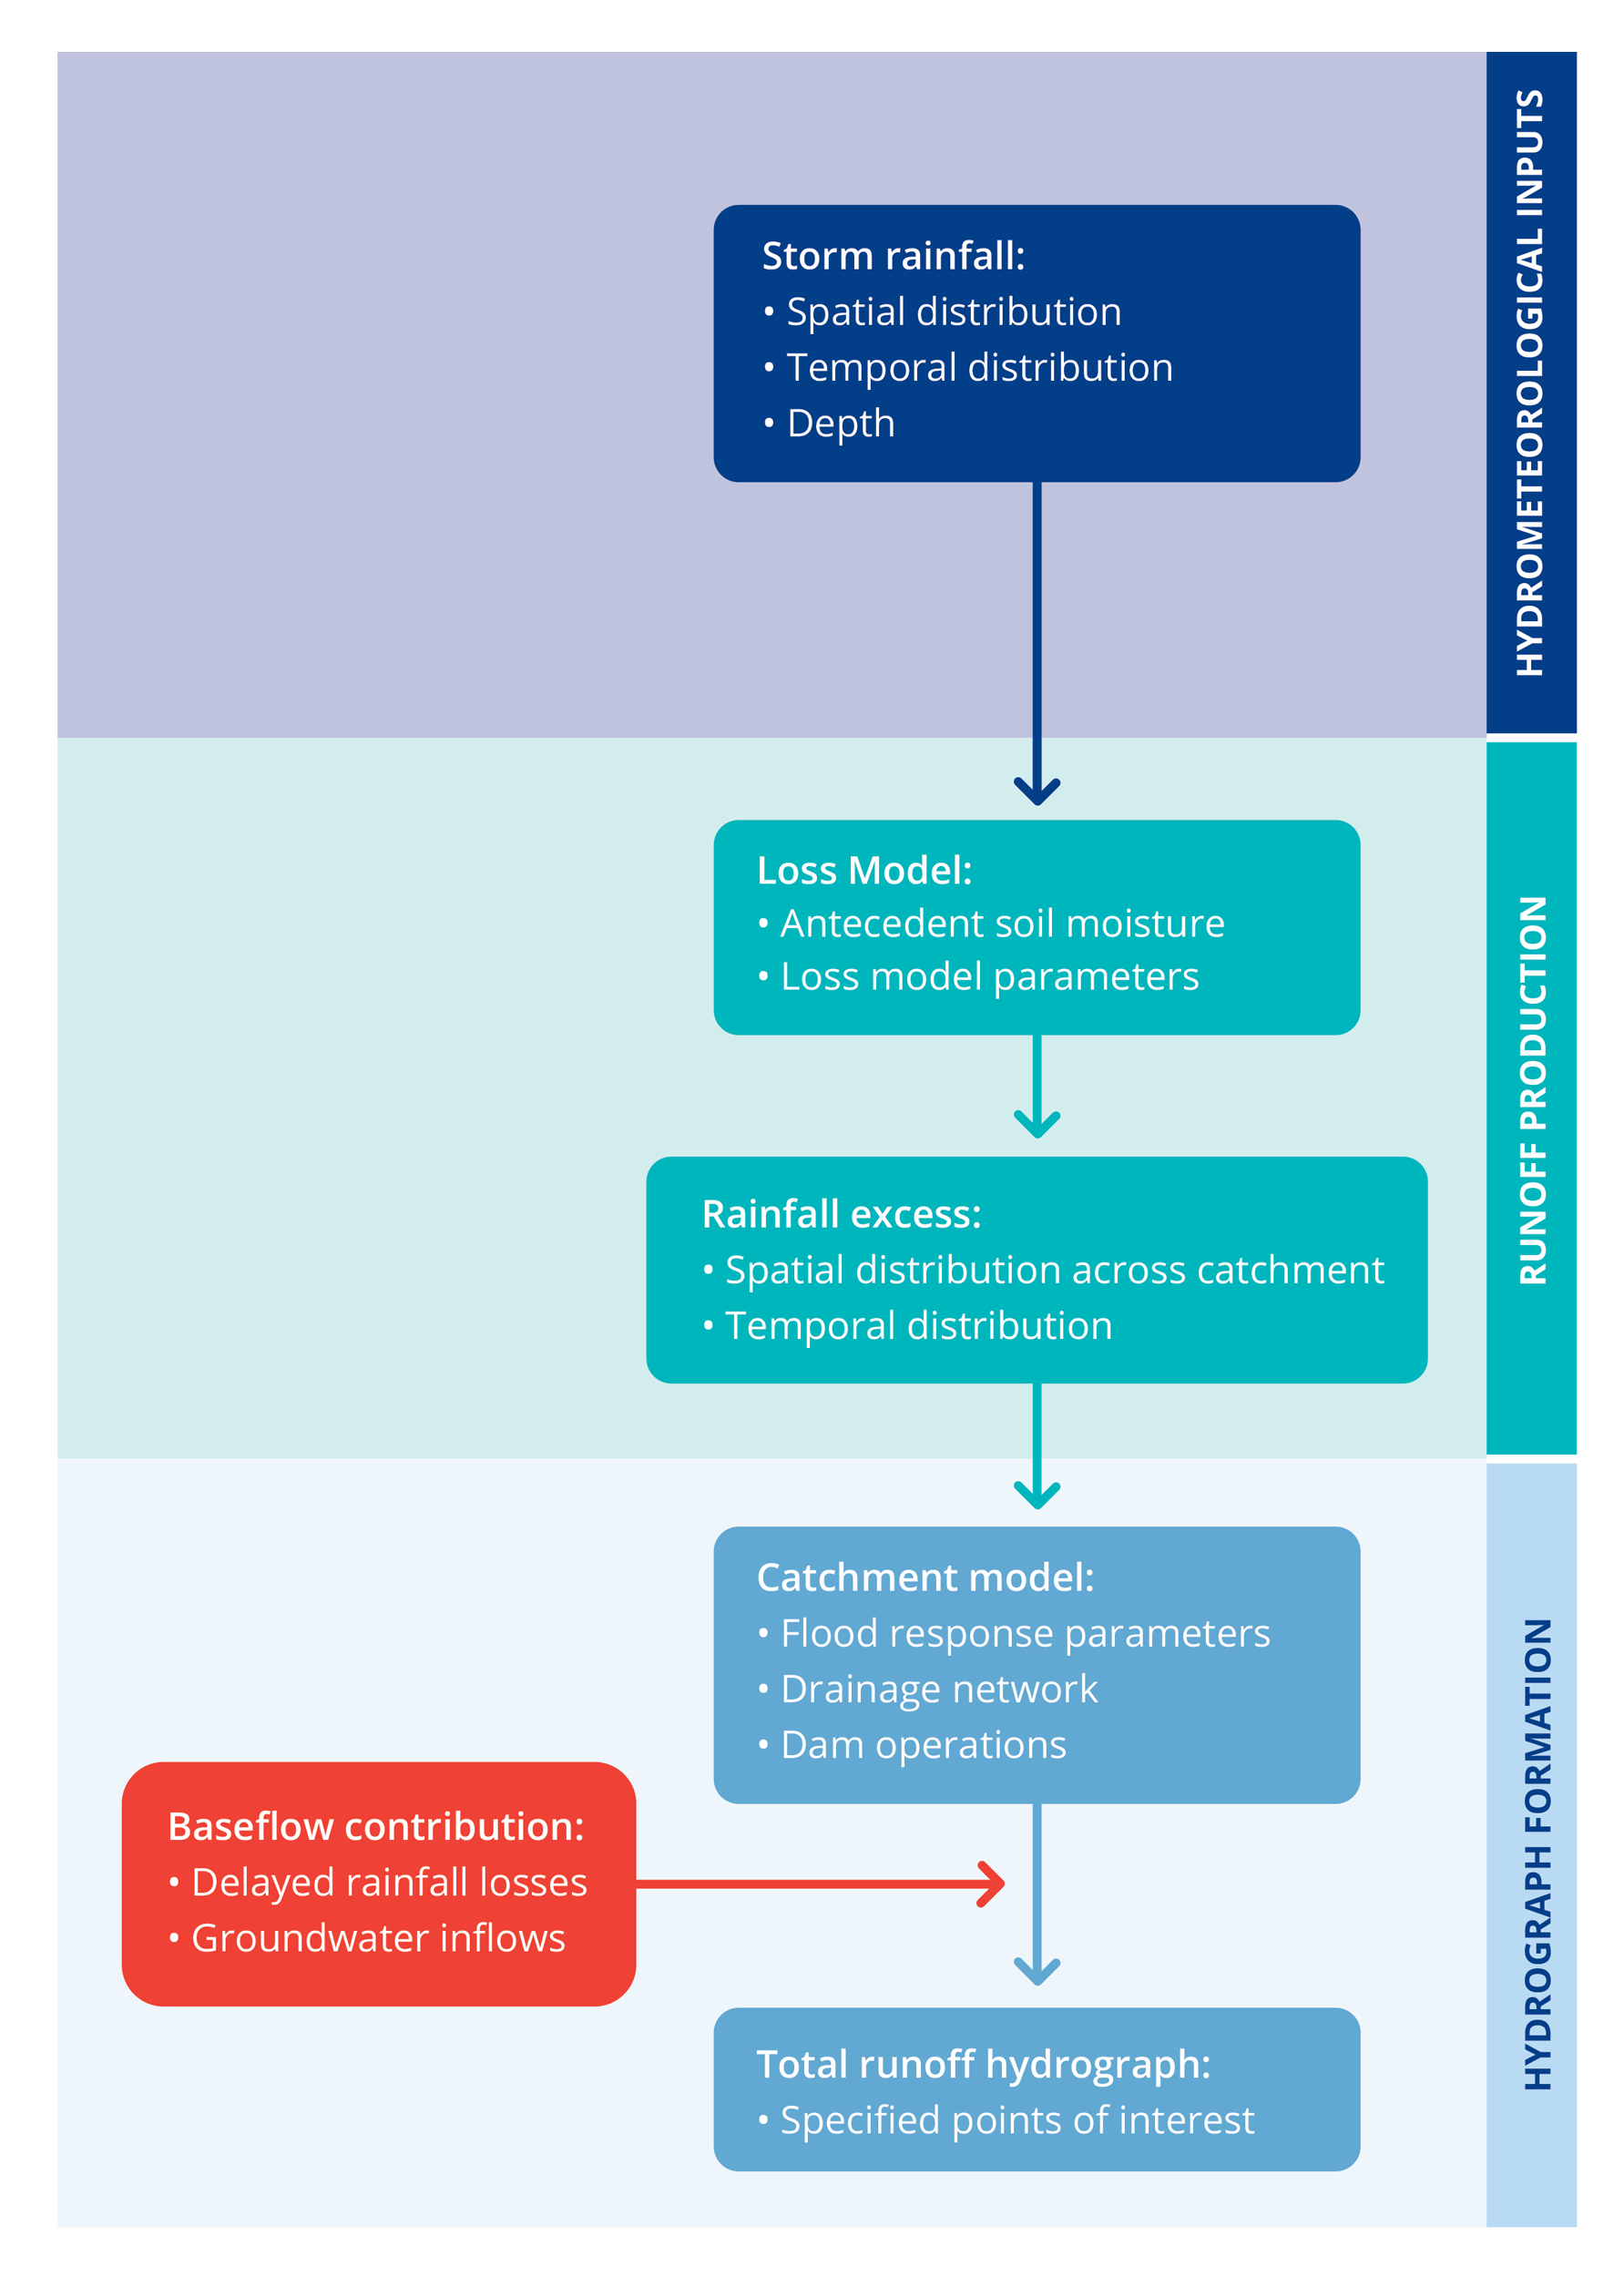 HYDROMETEOROLOGICAL INPUTS
Storm rainfall:
• Spatial distribution
• Temporal distribution
• Depth
RUNOFF PRODUCTION
Loss Model:
• Antecedent soil moisture
• Loss model parameters
Rainfall excess:
• Spatial distribution across catchment
• Temporal distribution
HYDROGRAPH FORMATION
Catchment model:
• Flood response parameters
• Drainage network
• Dam operations
Baseflow contribution:
• Delayed rainfall losses
• Groundwater inflows
Total runoff hydrograph:
• Specified points of interest